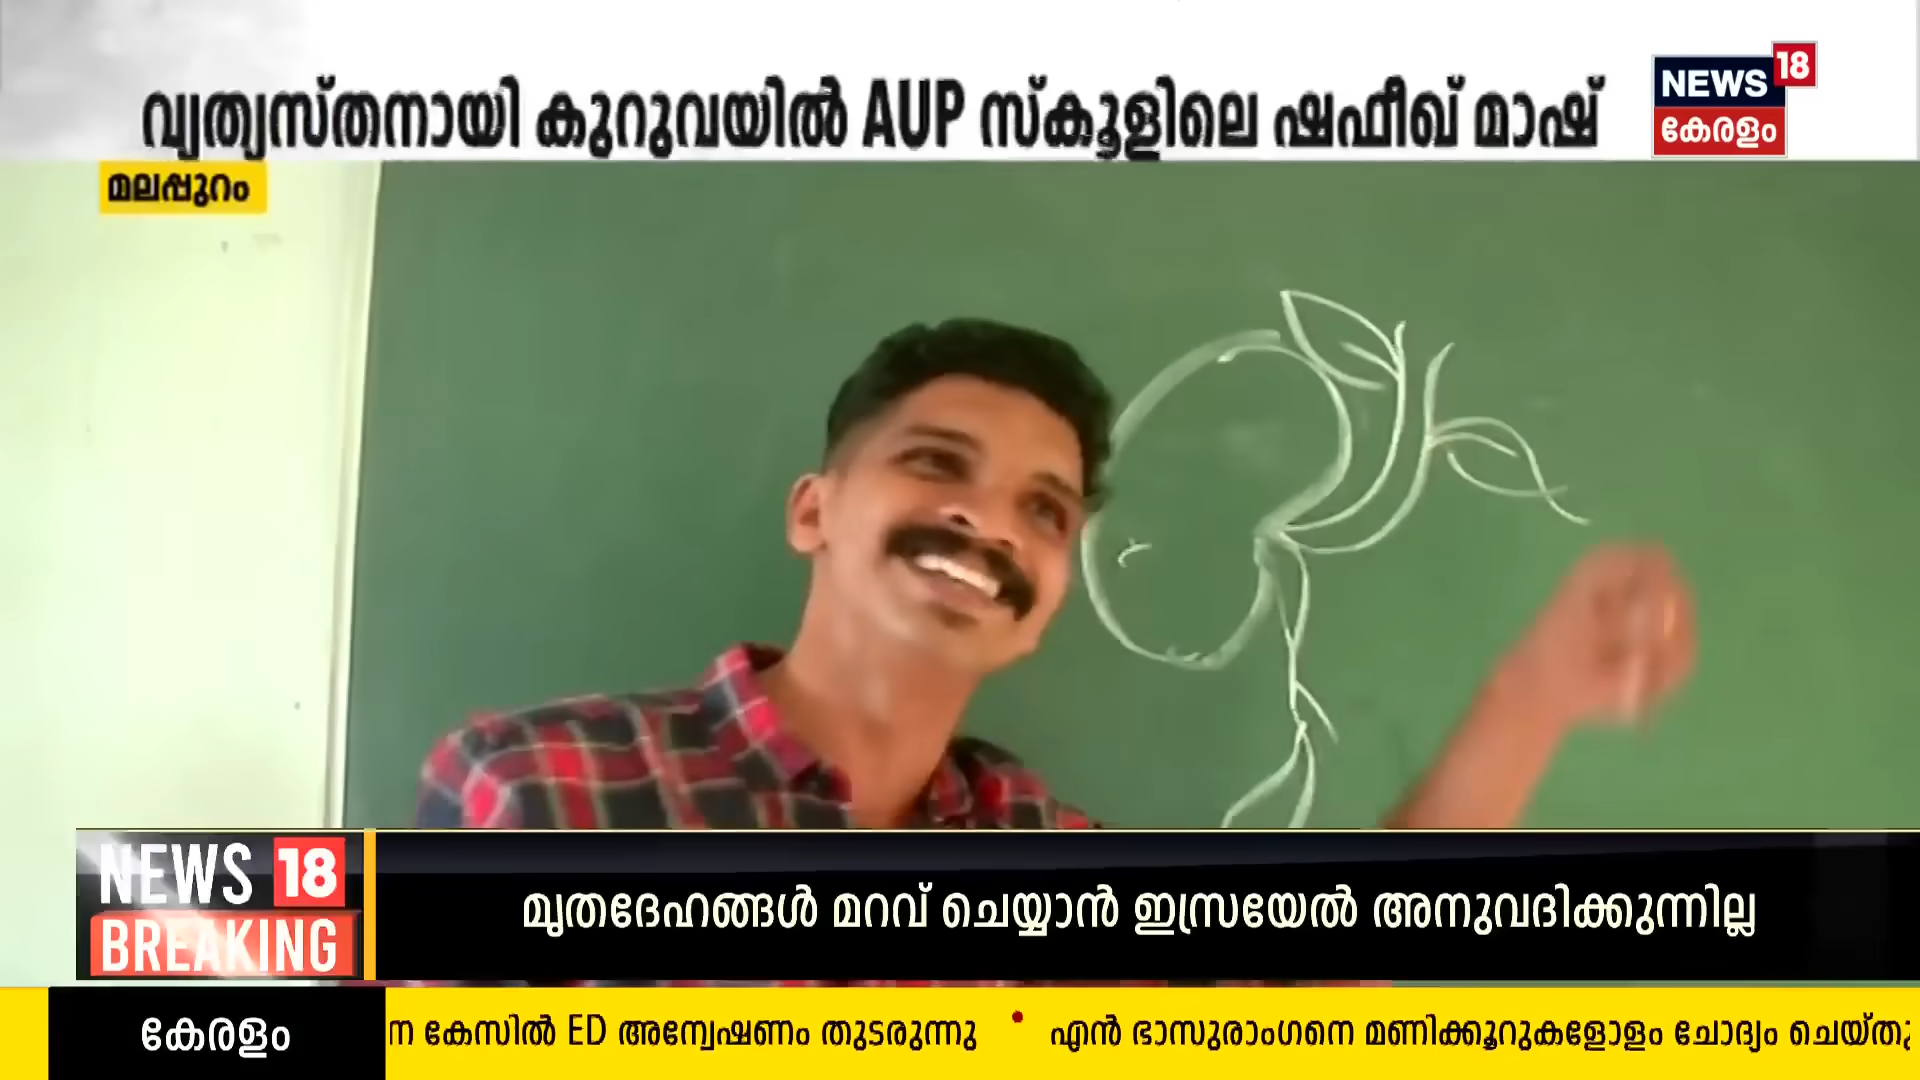 വ്യത്യസ്തനായി കുറുവയിൽ AUP സ്കൂളിലെ ഷഫീഖ് മാഷ്
NEWS 18
കേരളം
മലപ്പുറം
NEWS 18
BREAKING
മൃതദേഹങ്ങൾ മറവ് ചെയ്യാൻ ഇസ്രയേൽ അനുവദിക്കുന്നില്ല
കേരളം
ന കേസിൽ ED അന്വേഷണം തുടരുന്നു • എൻ ഭാസുരാംഗനെ മണിക്കൂറുകളോളം ചോദ്യം ചെയ്തു